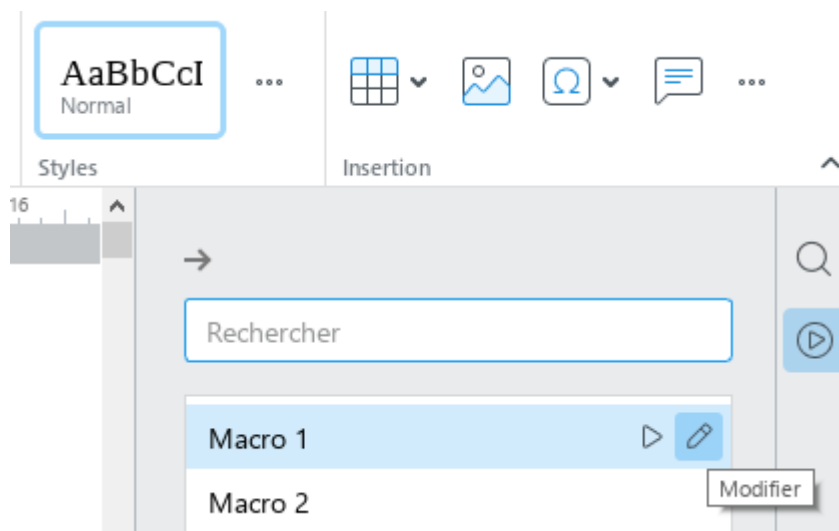 AaBbCcI
Normal
Styles
Insertion
16
Rechercher
Macro 1
Modifier
Macro 2